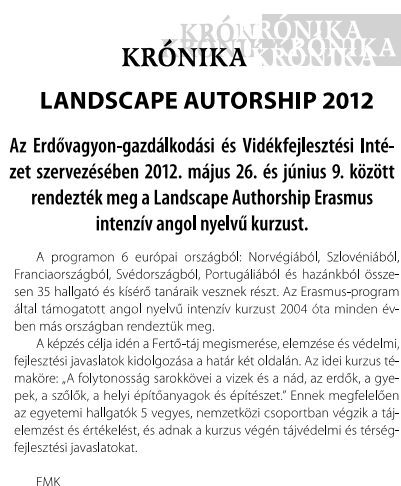 KRÓNIKA
KRÓNIKA
KRÓNIKA
KRÓNIKA
KRÓNIKA
KRÓNIKA
LANDSCAPE AUTORSHIP 2012
Az Erdővagyon-gazdálkodási és Vidékfejlesztési Inté-
zet szervezésében 2012. május 26. és június 9. között
rendezték meg a Landscape Authorship Erasmus
intenzív angol nyelvű kurzust.
A programon 6 európai országból: Norvégiából, Szlovéniából,
Franciaországból, Svédországból, Portugáliából és hazánkból össze-
sen 35 hallgató és kísérő tanáraik vesznek részt. Az Erasmus-program
által támogatott angol nyelvű intenzív kurzust 2004 óta minden év-
ben más országban rendeztük meg.
A képzés célja idén a Fertő-táj megismerése, elemzése és védelmi,
fejlesztési javaslatok kidolgozása a határ két oldalán. Az idei kurzus té-
maköre: „A folytonosság sarokkövei a vizek és a nád, az erdők, a gye-
pek, a szőlők, a helyi építőanyagok és építészet.” Ennek megfelelően
az egyetemi hallgatók 5 vegyes, nemzetközi csoportban végzik a táj-
elemzést és értékelést, és adnak a kurzus végén tájvédelmi és térség-
fejlesztési javaslatokat.
EMK